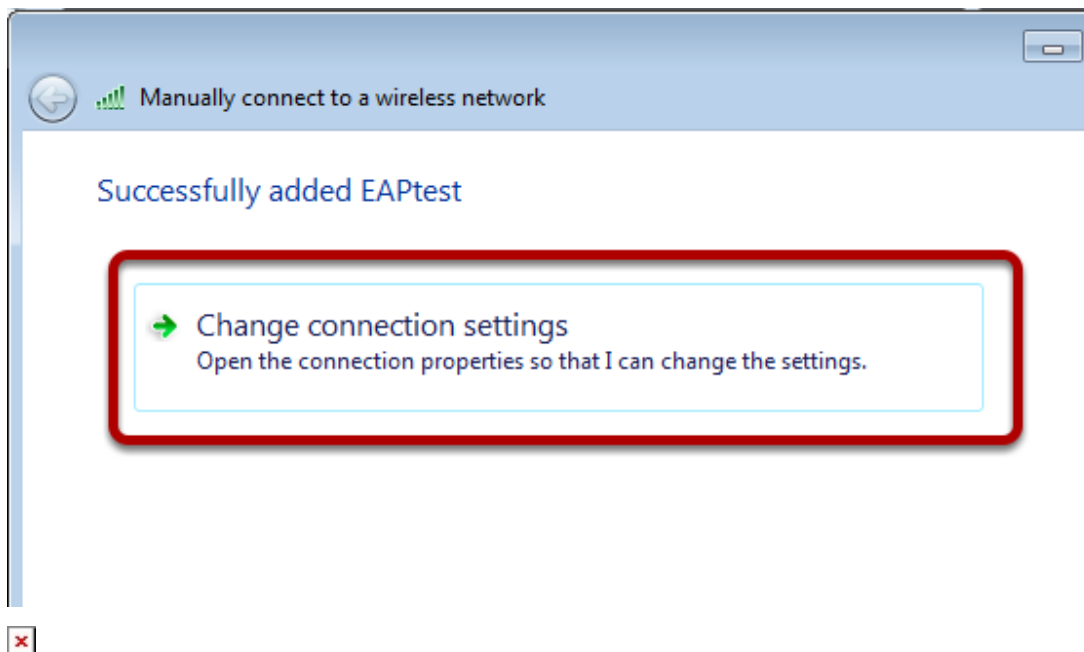 Manually connect to a wireless network
Successfully added EAPtest
Change connection settings
Open the connection properties so that I can change the settings.